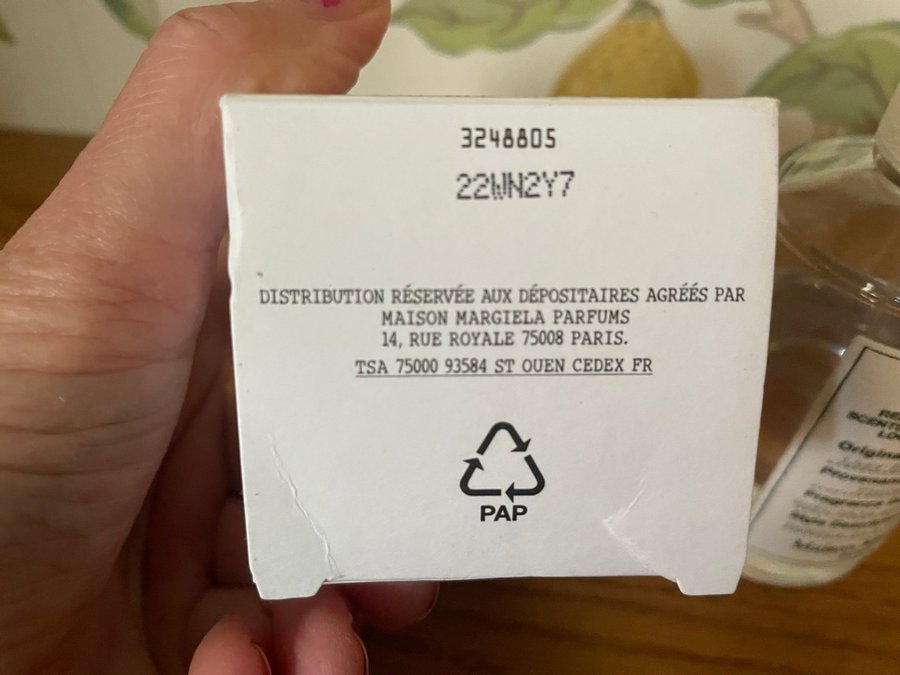 3248805
22WN2Y7
DISTRIBUTION RÉSERVÉE AUX DÉPOSITAIRES AGRÉÉS PAR
MAISON MARGIELA PARFUMS
14, RUE ROYALE 75008 PARIS.
TSA 75000 93584 ST OUEN CEDEX FR
PAP